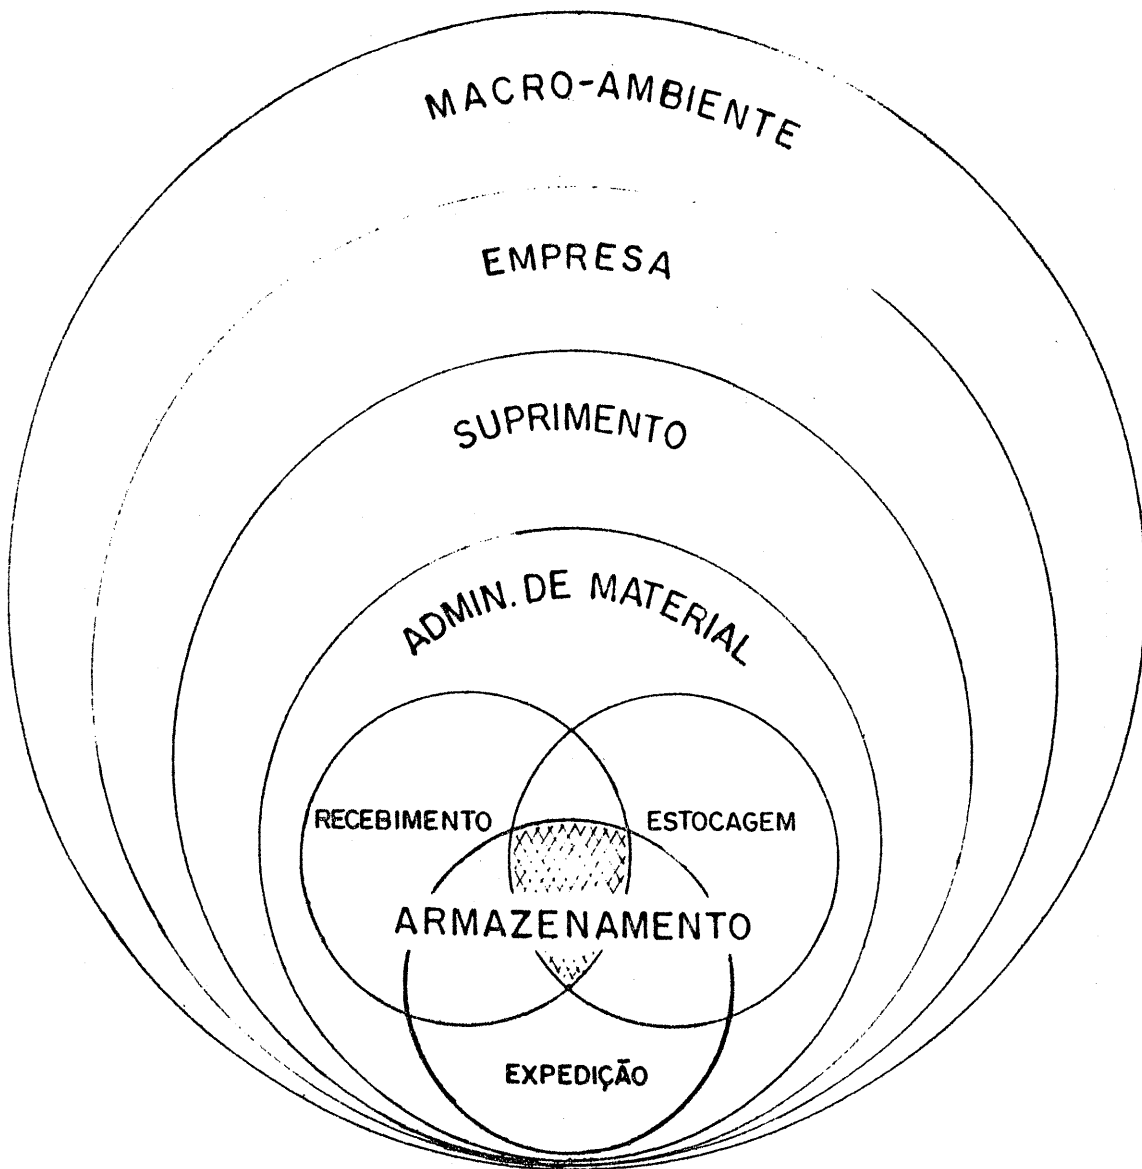 MACRO-AMBIENTE
EMPRESA
SUPRIMENTO
ADMIN. DE MATERIAL
RECEBIMENTO
ESTOCAGEM
ARMAZENAMENTO
EXPEDIÇÃO